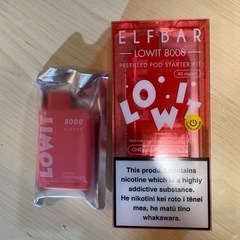 ELFBAR
LOWIT 8000
PREFILLED POD STARTER KIT
LOWIT
8000
ELFBAR
LOWIT
This product contains
nicotine which is a highly
addictive substance.
He nikotini kei roto i tēnei
mea, he matū tino
whakawara.